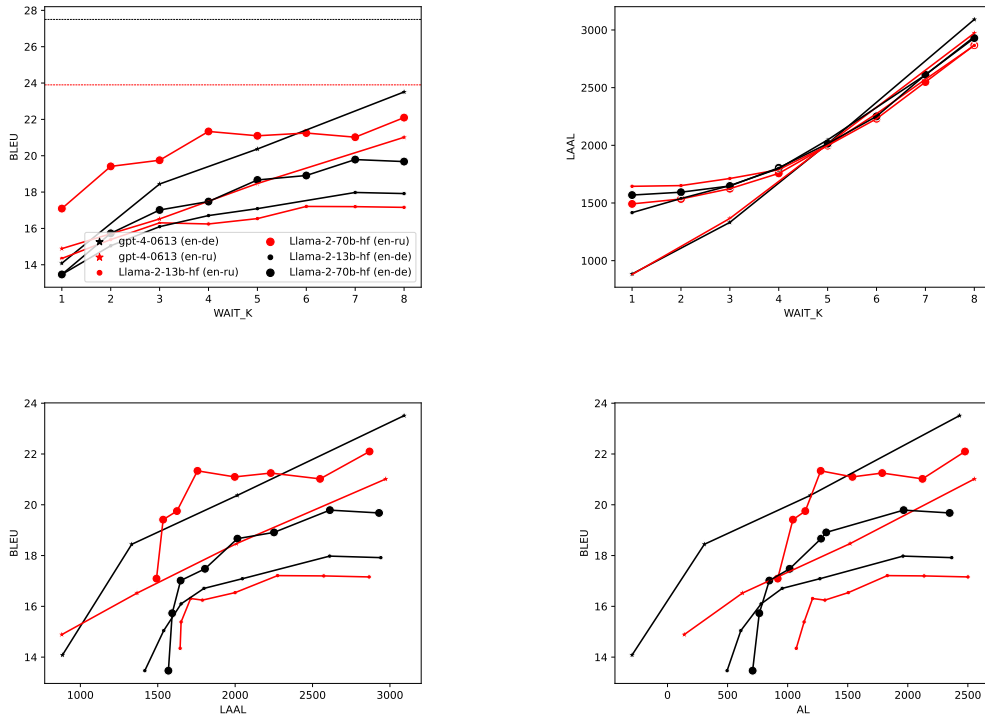 28
26
24
22
20
18
16
14
BLEU
1 2 3 4 5 6 7 8
WAIT_K
gpt-4-0613 (en-de)
gpt-4-0613 (en-ru)
Llama-2-13b-hf (en-ru)
Llama-2-70b-hf (en-ru)
Llama-2-13b-hf (en-de)
Llama-2-70b-hf (en-de)
3000
2500
2000
1500
1000
LAAL
1 2 3 4 5 6 7 8
WAIT_K
24
22
20
18
16
14
BLEU
1000 1500 2000 2500 3000
LAAL
24
22
20
18
16
14
BLEU
0 500 1000 1500 2000 2500
AL